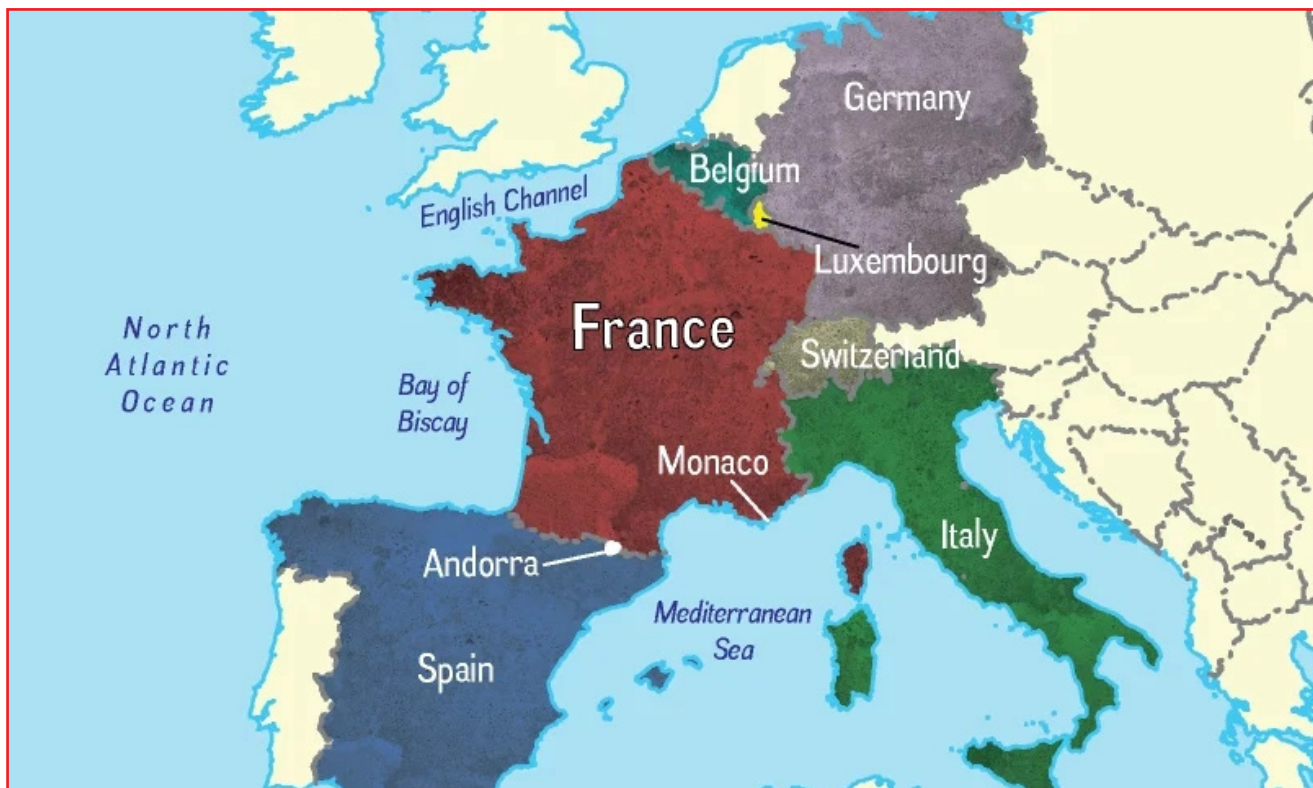 Germany
Belgium
English Channel
Luxembourg
France
North
Atlantic
Ocean
Switzerland
Bay of
Biscay
Monaco
Italy
Andorra
Mediterranean
Sea
Spain